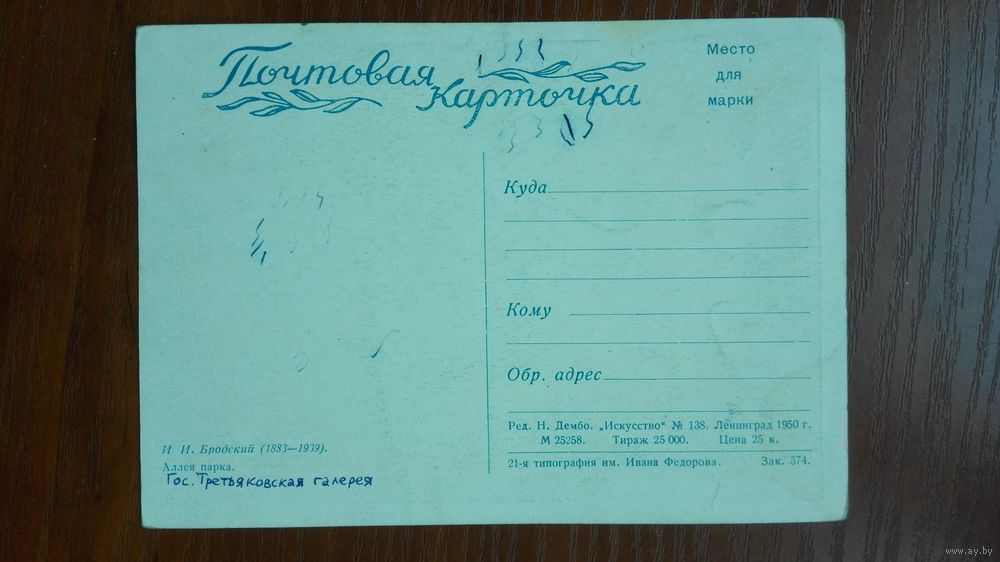 Почтовая
Карточка
Место
для
марки
Куда
Кому
Обр. адрес
И И. Бродский (1883—1939).
Аллея парка.
Гос. Третьяковская галерея
Ред. Н. Дембо. „Искусство“ № 138. Ленинград 1950 г.
М 25258. Тираж 25 000. Цена 25 к.
21-я типография им. Ивана Федорова. Зак. 574.
www.ay.by